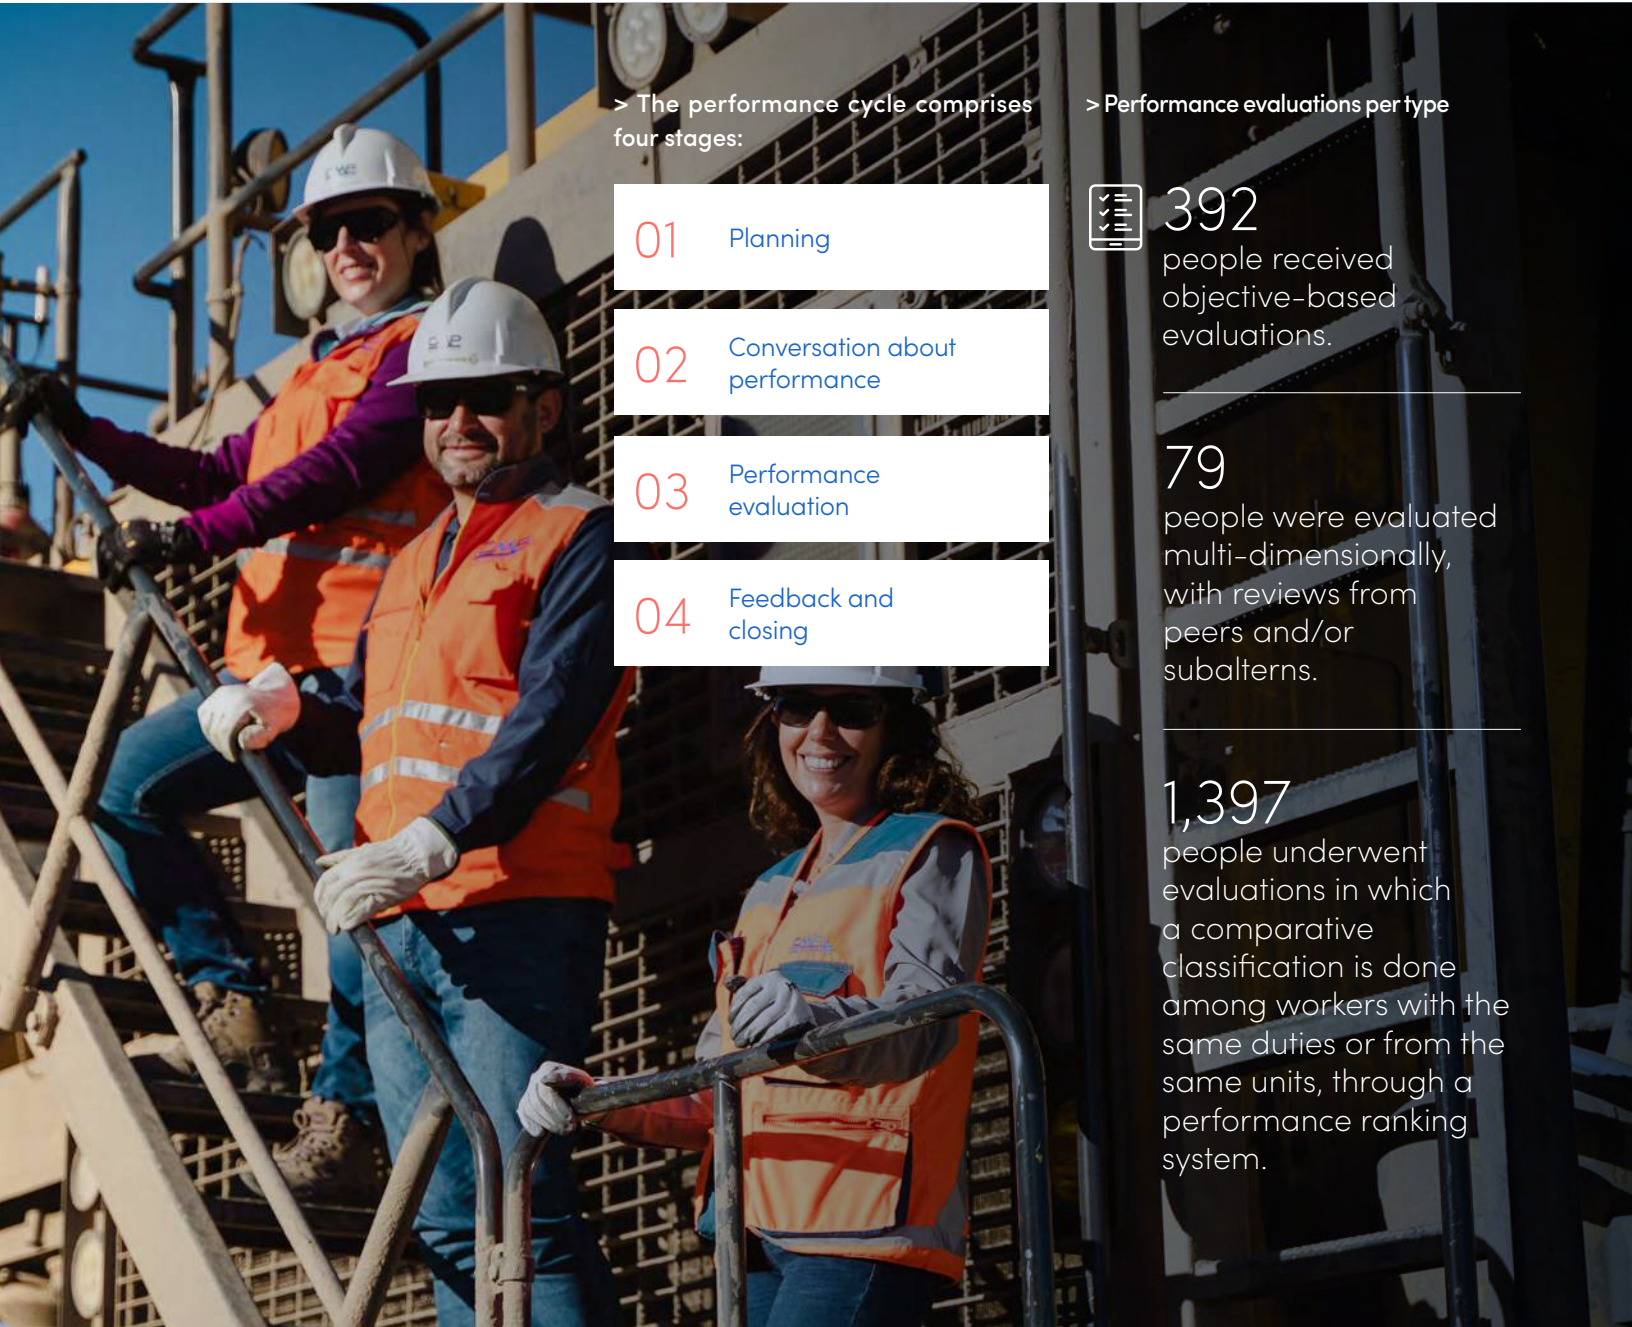 > The performance cycle comprises
four stages:
01 Planning
02 Conversation about
performance
03 Performance
evaluation
04 Feedback and
closing
> Performance evaluations per type
392
people received
objective-based
evaluations.
79
people were evaluated
multi-dimensionally,
with reviews from
peers and/or
subalterns.
1,397
people underwent
evaluations in which
a comparative
classification is done
among workers with the
same duties or from the
same units, through a
performance ranking
system.